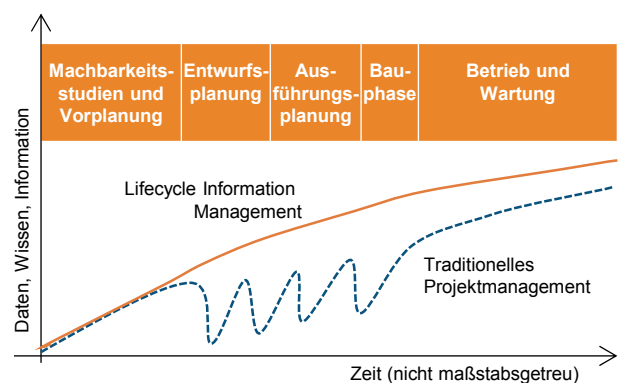 Machbarkeits-
studien und
Vorplanung
Entwurfs-
planung
Aus-
führungs-
planung
Bau-
phase
Betrieb und
Wartung
Daten, Wissen, Information
Lifecycle Information
Management
Traditionelles
Projektmanagement
Zeit (nicht maßstabsgetreu)